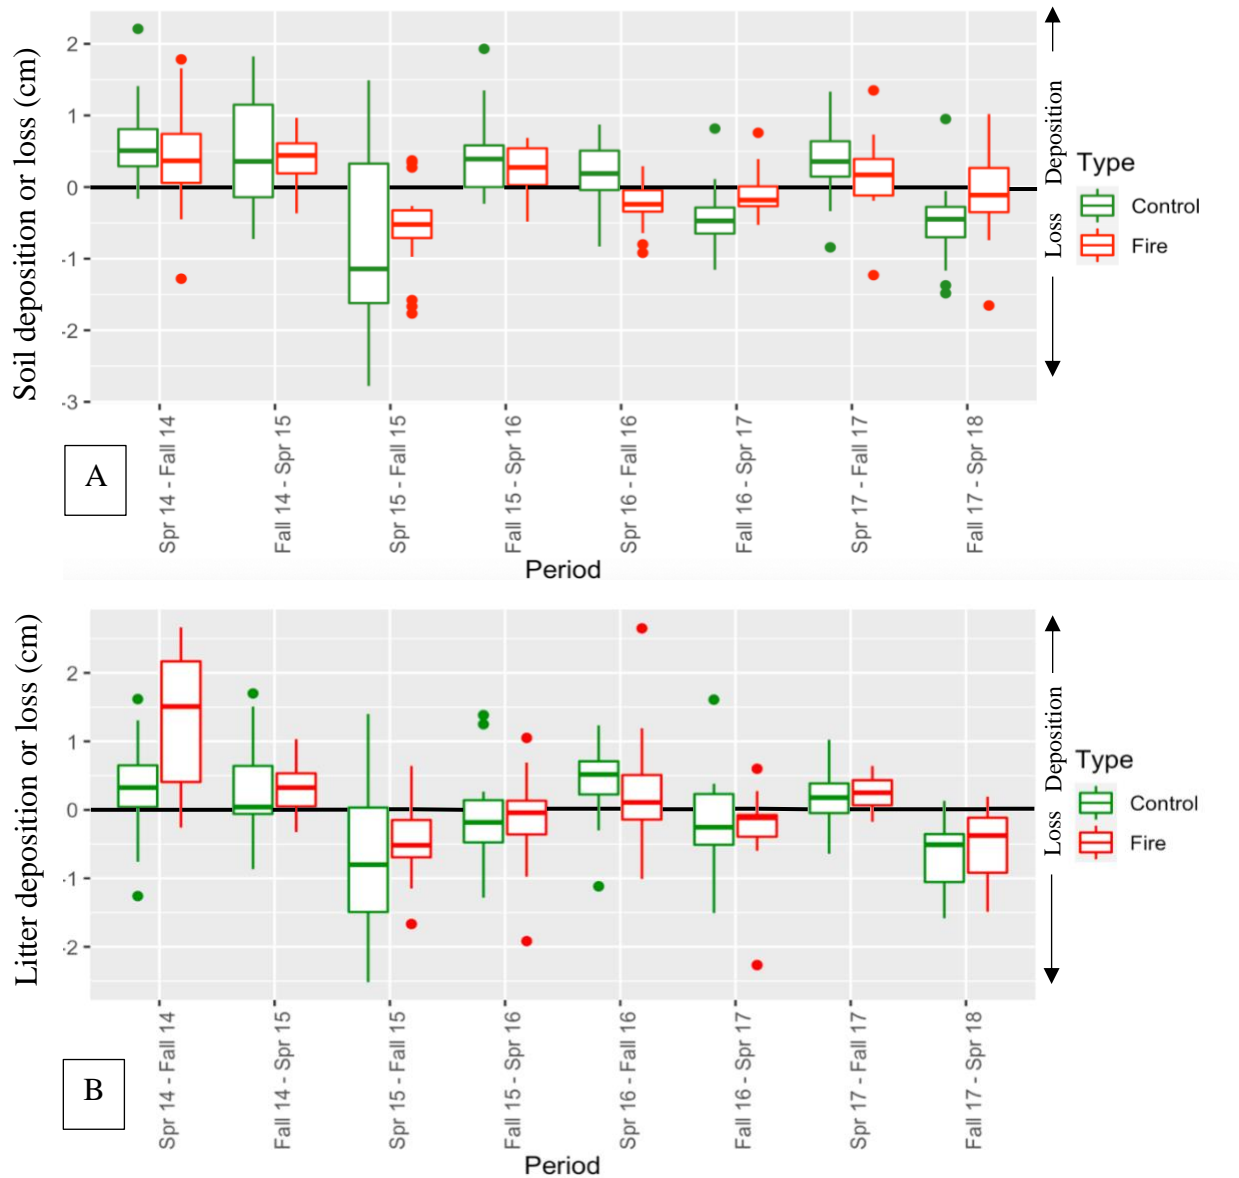 Soil deposition or loss (cm)
2
1
0
-1
-2
-3
Spr 14 - Fall 14
Fall 14 - Spr 15
Spr 15 - Fall 15
Fall 15 - Spr 16
Spr 16 - Fall 16
Fall 16 - Spr 17
Spr 17 - Fall 17
Fall 17 - Spr 18
Period
Deposition
Loss
Type
Control
Fire
A
Litter deposition or loss (cm)
2
1
0
-1
-2
Spr 14 - Fall 14
Fall 14 - Spr 15
Spr 15 - Fall 15
Fall 15 - Spr 16
Spr 16 - Fall 16
Fall 16 - Spr 17
Spr 17 - Fall 17
Fall 17 - Spr 18
Period
Deposition
Loss
Type
Control
Fire
B